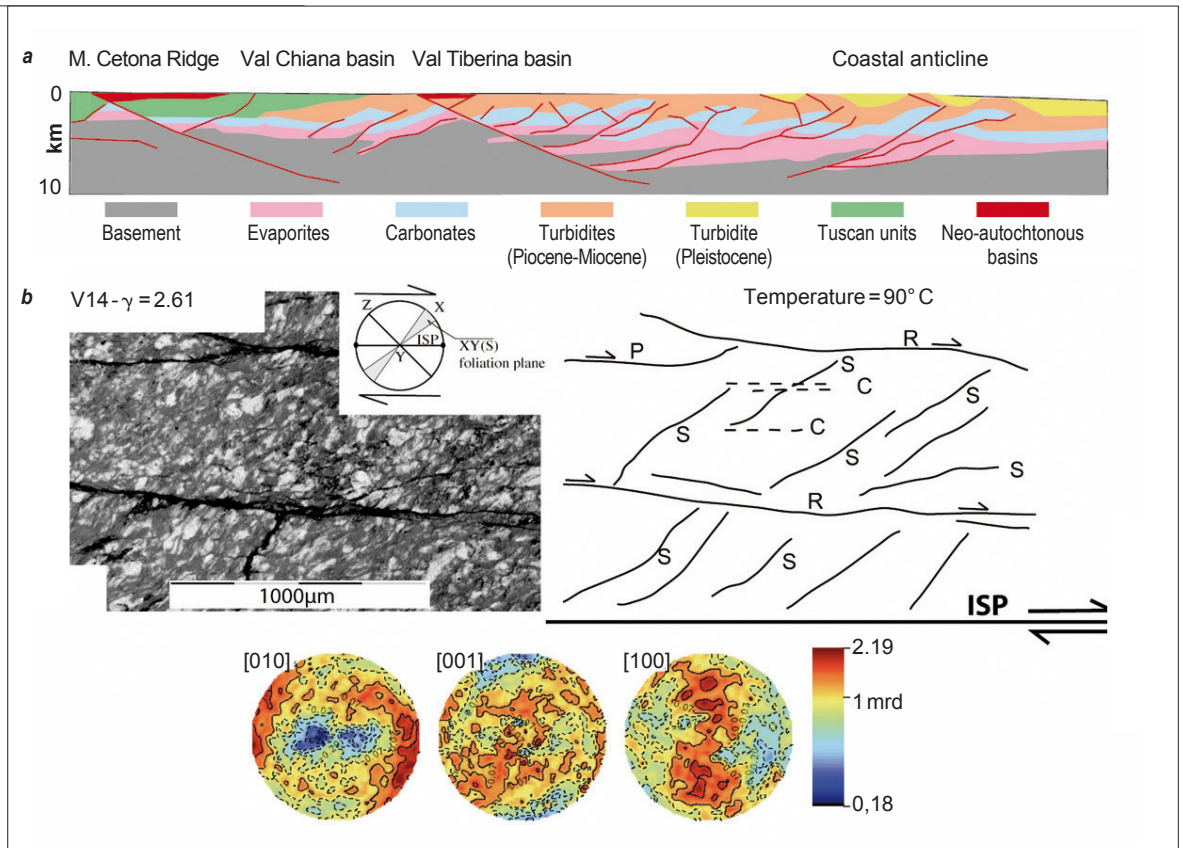 a
M. Cetona Ridge Val Chiana basin Val Tiberina basin Coastal anticline
0
km
10
Basement Evaporites Carbonates Turbidites Turbidite Tuscan units Neo-autochtonous
(Piocene-Miocene) (Pleistocene) basins
b V14 - γ = 2.61 Temperature = 90° C
Z X
ISP XY(S)
Y foliation plane
P R
S
C
S
S C
S
S
R
S S
1000µm
ISP
[010] [001] [100] 2.19
1 mrd
0,18